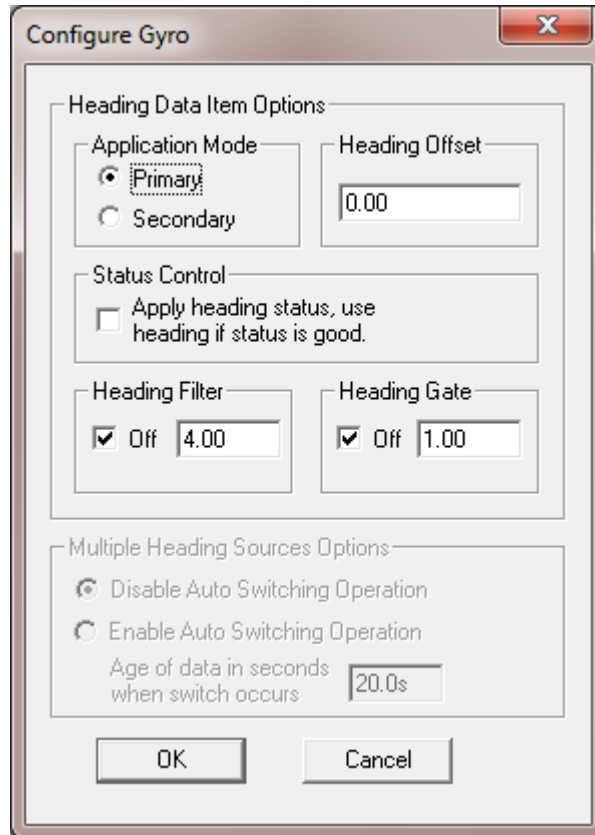 Configure Gyro
Heading Data Item Options
Application Mode
Primary
Secondary
Heading Offset
0.00
Status Control
Apply heading status, use
heading if status is good.
Heading Filter
Off 4.00
Heading Gate
Off 1.00
Multiple Heading Sources Options
Disable Auto Switching Operation
Enable Auto Switching Operation
Age of data in seconds
when switch occurs
20.0s
OK
Cancel